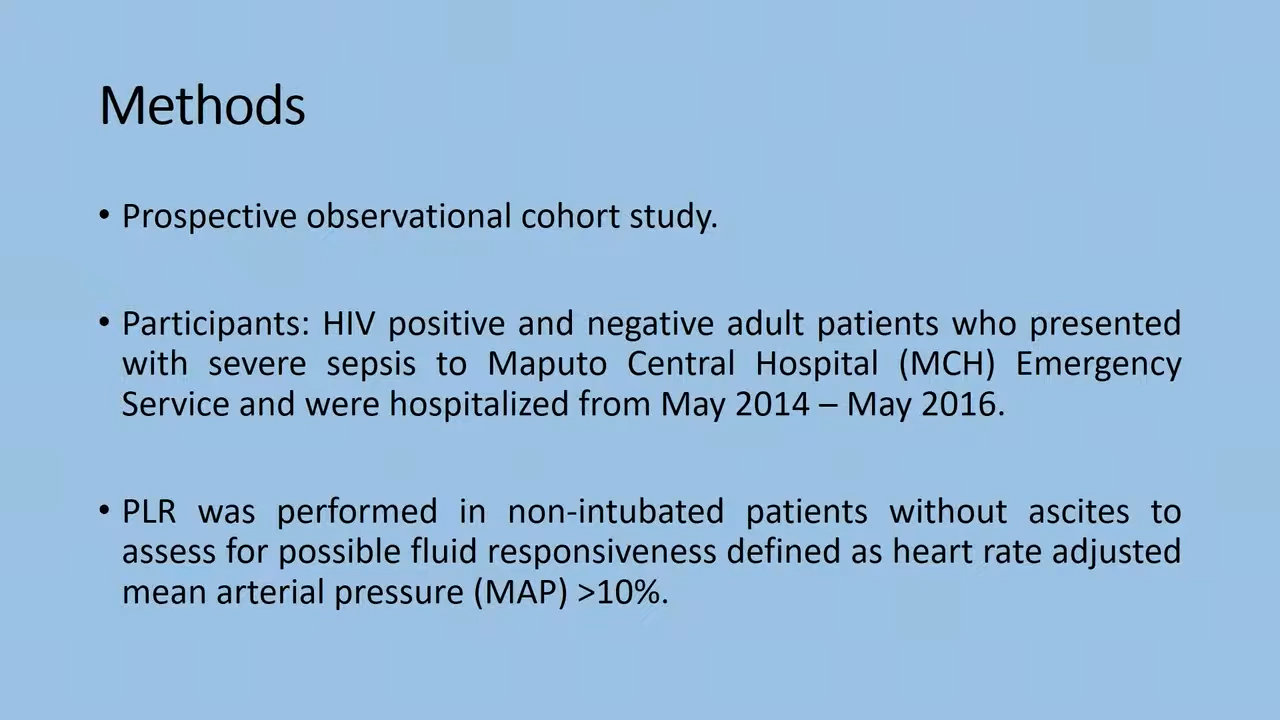 Methods
• Prospective observational cohort study.
• Participants: HIV positive and negative adult patients who presented
with severe sepsis to Maputo Central Hospital (MCH) Emergency
Service and were hospitalized from May 2014 – May 2016.
• PLR was performed in non-intubated patients without ascites to
assess for possible fluid responsiveness defined as heart rate adjusted
mean arterial pressure (MAP) >10%.